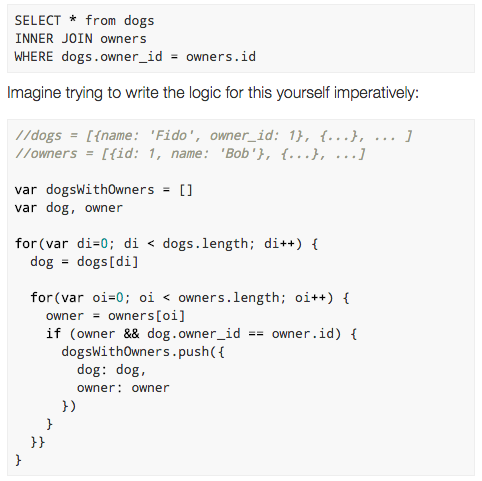 SELECT * from dogs
INNER JOIN owners
WHERE dogs.owner_id = owners.id
Imagine trying to write the logic for this yourself imperatively:
//dogs = [{name: 'Fido', owner_id: 1}, {...}, ... ]
//owners = [{id: 1, name: 'Bob'}, {...}, ...]
var dogsWithOwners = []
var dog, owner
for(var di=0; di < dogs.length; di++) {
  dog = dogs[di]
  for(var oi=0; oi < owners.length; oi++) {
    owner = owners[oi]
    if (owner && dog.owner_id == owner.id) {
      dogsWithOwners.push({
        dog: dog,
        owner: owner
      })
    }
  }}
}